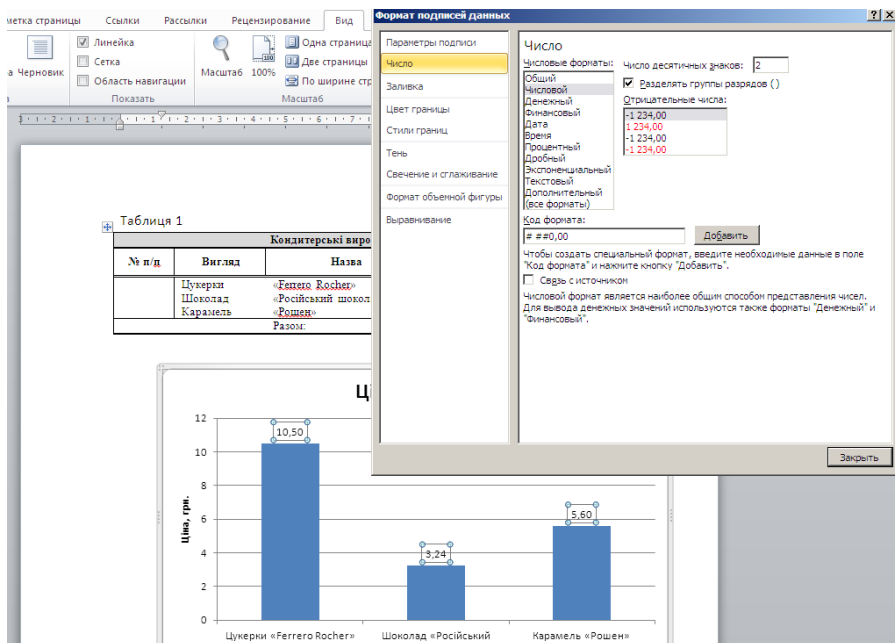 метка страницы Ссылки Рассылки Рецензирование Вид
Линейка
Сетка
Область навигации
Показать
а Черновик
Масштаб 100%
Одна страница
Две страницы
По ширине стр
Масштаб
Таблиця 1
Кондитерські виро
№ п/д Вигляд Назва
Цукерки «Ferrero Rocher»
Шоколад «Російський шокол
Карамель «Рошен»
Разом:
Ц
Ціна, грн.
12
10
8
6
4
2
0
10,50
3,24
5,60
Цукерки «Ferrero Rocher» Шоколад «Російський Карамель «Рошен»
Формат подписей данных
Параметры подписи
Число
Заливка
Цвет границы
Стили границ
Тень
Свечение и сглаживание
Формат объемной фигуры
Выравнивание
Число
Числовые форматы:
Общий
Числовой
Денежный
Финансовый
Дата
Время
Процентный
Дробный
Экспоненциальный
Текстовый
Дополнительный
(все форматы)
Число десятичных знаков: 2
Разделять группы разрядов ( )
Отрицательные числа:
-1 234,00
1 234,00
-1 234,00
-1 234,00
Код формата:
# ##0,00 Добавить
Чтобы создать специальный формат, введите необходимые данные в поле
"Код формата" и нажмите кнопку "Добавить".
Связь с источником
Числовой формат является наиболее общим способом представления чисел.
Для вывода денежных значений используются также форматы "Денежный" и
"Финансовый".
Закрыть